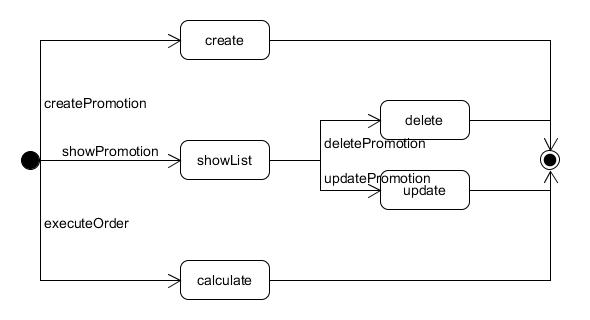 create
createPromotion
delete
deletePromotion
showPromotion
showList
updatePromotion
update
executeOrder
calculate